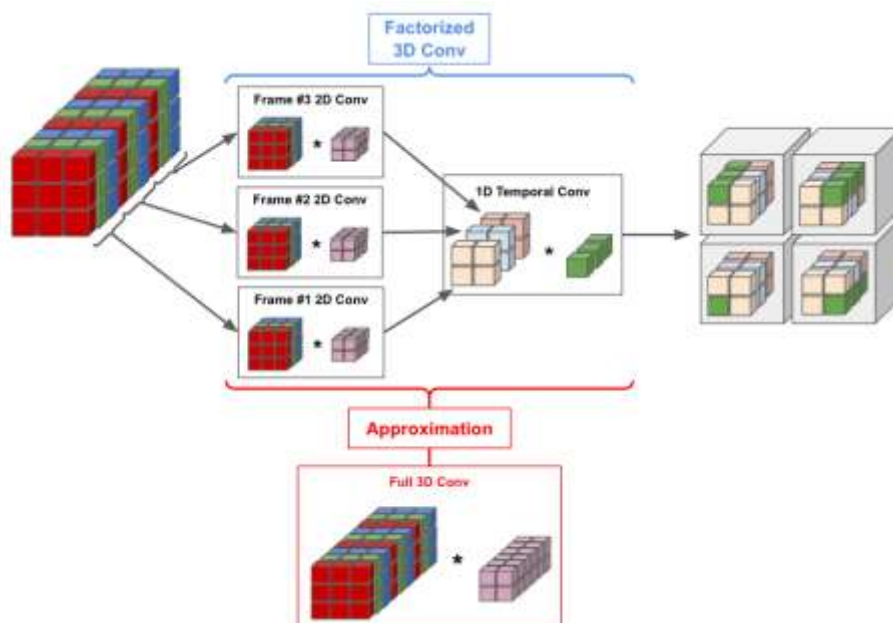 Factorized
3D Conv
Frame #3 2D Conv
*
Frame #2 2D Conv
*
1D Temporal Conv
*
Frame #1 2D Conv
*
Approximation
Full 3D Conv
*